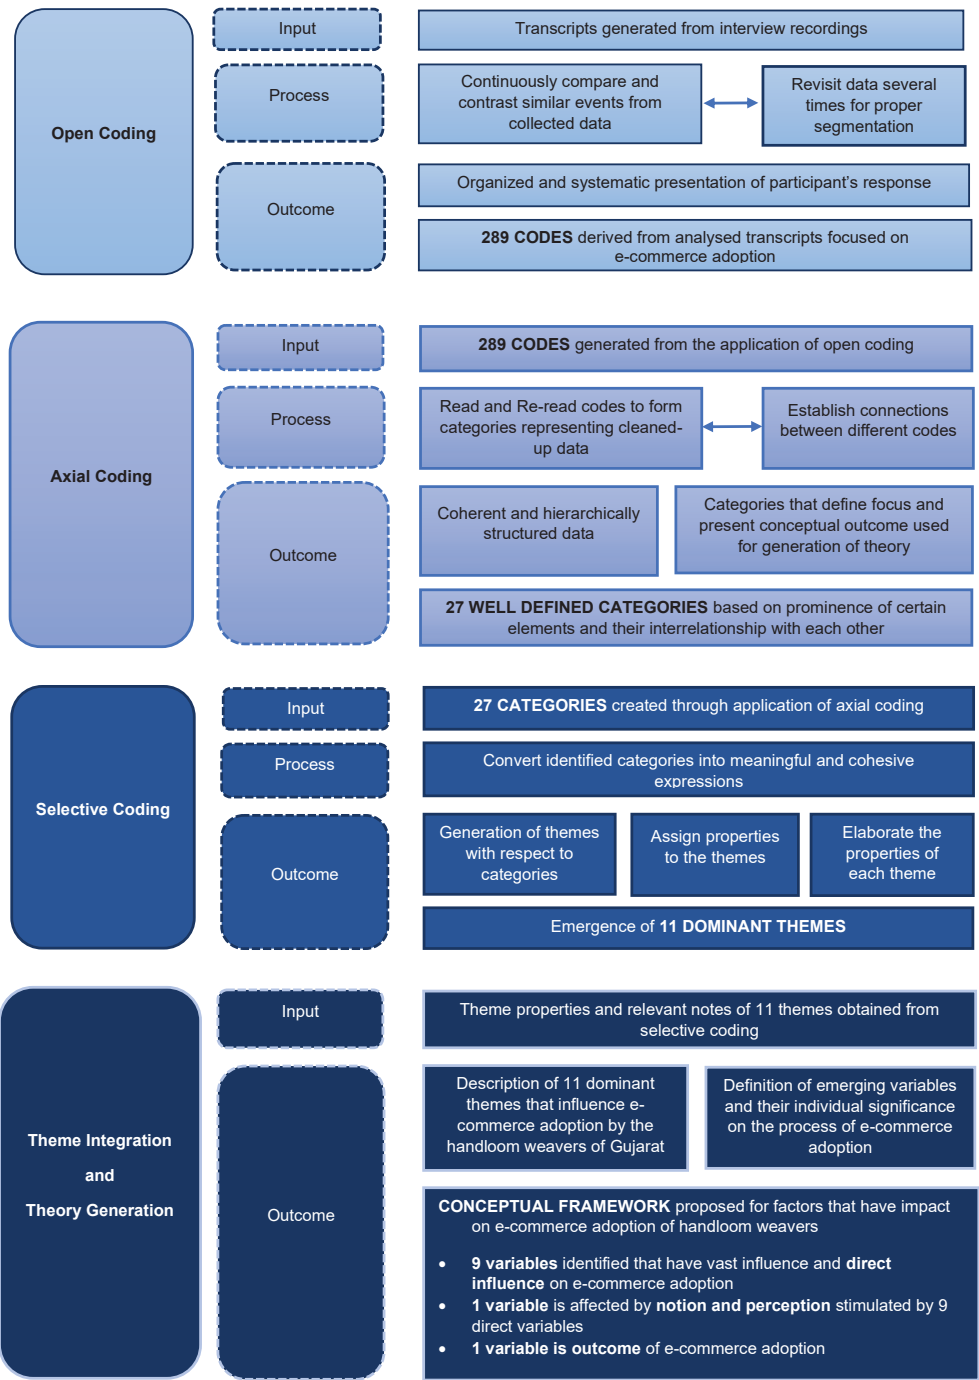 Open Coding
Input
Transcripts generated from interview recordings
Process
Continuously compare and
contrast similar events from
collected data
Revisit data several
times for proper
segmentation
Outcome
Organized and systematic presentation of participant's response
289 CODES derived from analysed transcripts focused on
e-commerce adoption
Axial Coding
Input
289 CODES generated from the application of open coding
Process
Read and Re-read codes to form
categories representing cleaned-
up data
Establish connections
between different codes
Outcome
Coherent and hierarchically
structured data
Categories that define focus and
present conceptual outcome used
for generation of theory
27 WELL DEFINED CATEGORIES based on prominence of certain
elements and their interrelationship with each other
Selective Coding
Input
27 CATEGORIES created through application of axial coding
Process
Convert identified categories into meaningful and cohesive
expressions
Outcome
Generation of themes
with respect to
categories
Assign properties
to the themes
Elaborate the
properties of
each theme
Emergence of 11 DOMINANT THEMES
Theme Integration
and
Theory Generation
Input
Theme properties and relevant notes of 11 themes obtained from
selective coding
Outcome
Description of 11 dominant
themes that influence e-
commerce adoption by the
handloom weavers of Gujarat
Definition of emerging variables
and their individual significance
on the process of e-commerce
adoption
CONCEPTUAL FRAMEWORK proposed for factors that have impact
on e-commerce adoption of handloom weavers
• 9 variables identified that have vast influence and direct
influence on e-commerce adoption
• 1 variable is affected by notion and perception stimulated by 9
direct variables
• 1 variable is outcome of e-commerce adoption